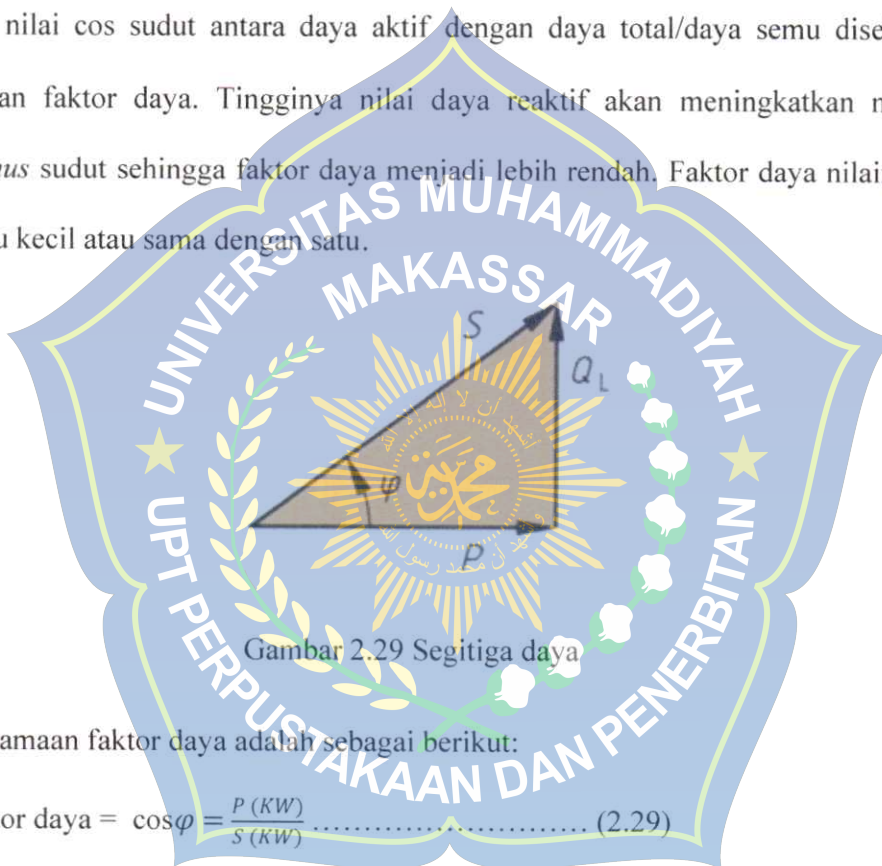 nilai cos sudut antara daya aktif dengan daya total/daya semu dise
an faktor daya. Tingginya nilai daya reaktif akan meningkatkan n
us sudut sehingga faktor daya menjadi lebih rendah. Faktor daya nilai
u kecil atau sama dengan satu.
UNIVERSITAS MUHAMMADIYAH
MAKASSAR
S
Q L
φ
P
UPT PERPUSTAKAAN DAN PENERBITAN
Gambar 2.29 Segitiga daya
amaan faktor daya adalah sebagai berikut:
or daya = cosφ = P (KW) / S (KW) ............................ (2.29)